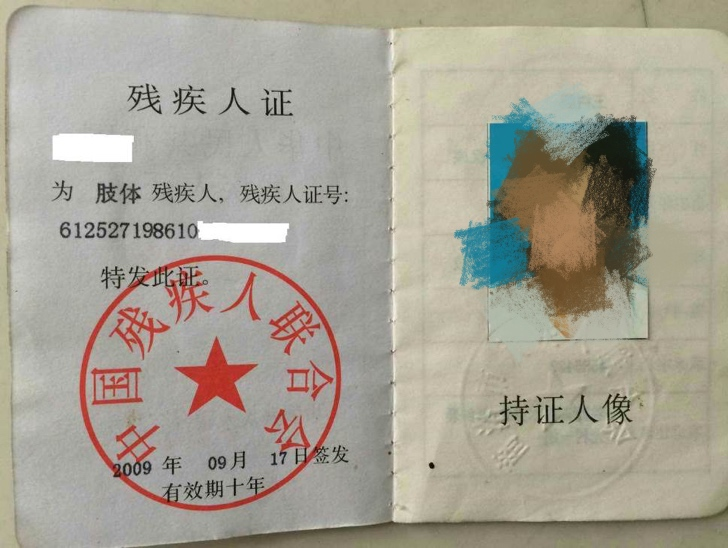 残疾人证
为 肢体 残疾人, 残疾人证号:
612527198610
特发此证。
中国残疾人联合会
2009 年 09月 17日签发
有效期十年
持证人像